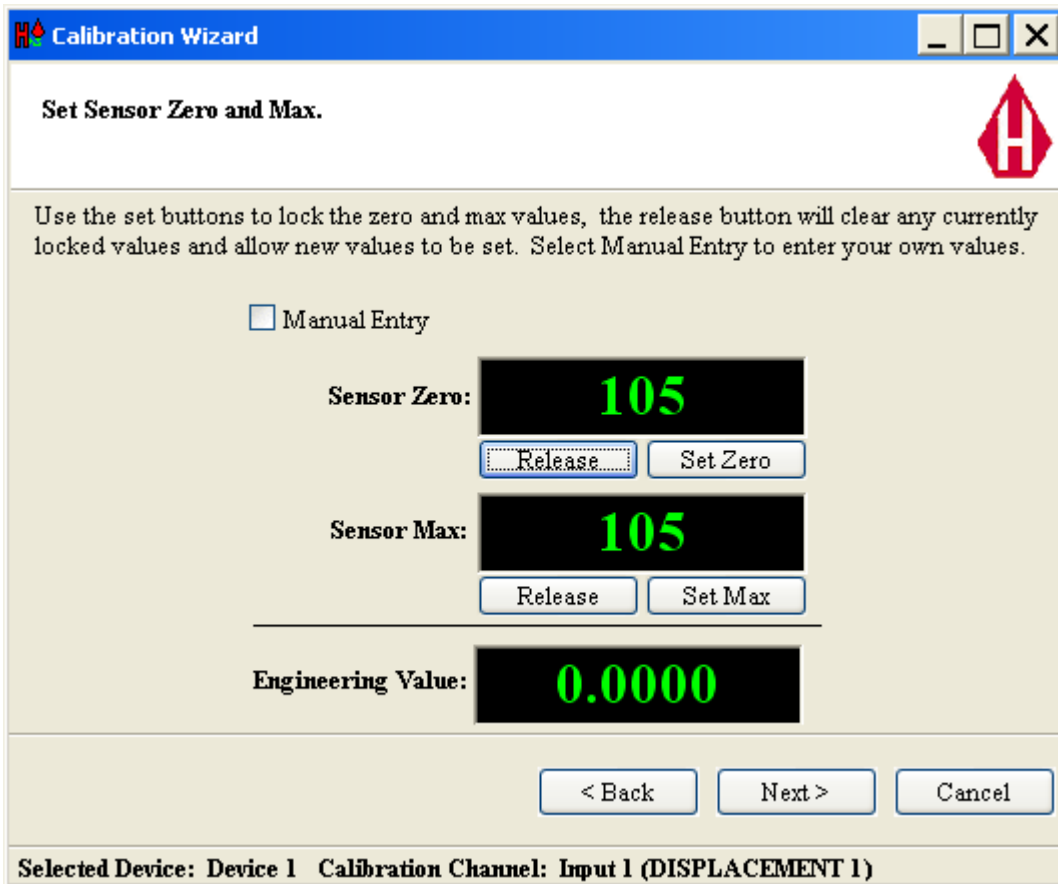 Calibration Wizard
Set Sensor Zero and Max.
H
Use the set buttons to lock the zero and max values, the release button will clear any currently
locked values and allow new values to be set. Select Manual Entry to enter your own values.
Manual Entry
Sensor Zero: 105
Release Set Zero
Sensor Max: 105
Release Set Max
Engineering Value: 0.0000
< Back Next > Cancel
Selected Device: Device 1 Calibration Channel: Input 1 (DISPLACEMENT 1)